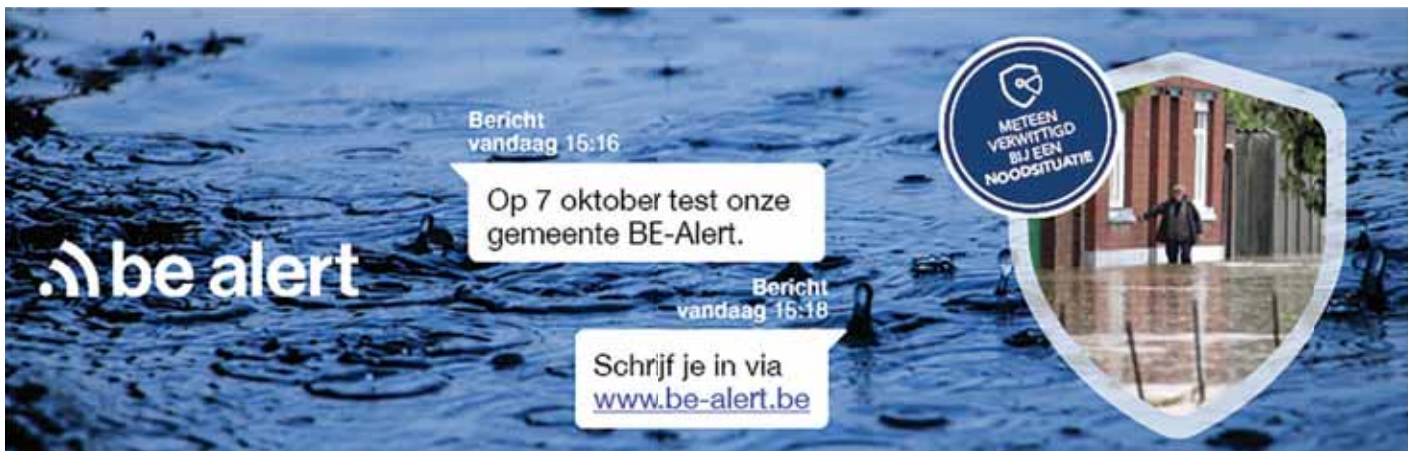 be alert
Bericht
vandaag 15:16
Op 7 oktober test onze
gemeente BE-Alert.
Bericht
vandaag 15:18
Schrijf je in via
www.be-alert.be
METEEN
VERWITTIGD
BIJ EEN
NOODSITUATIE